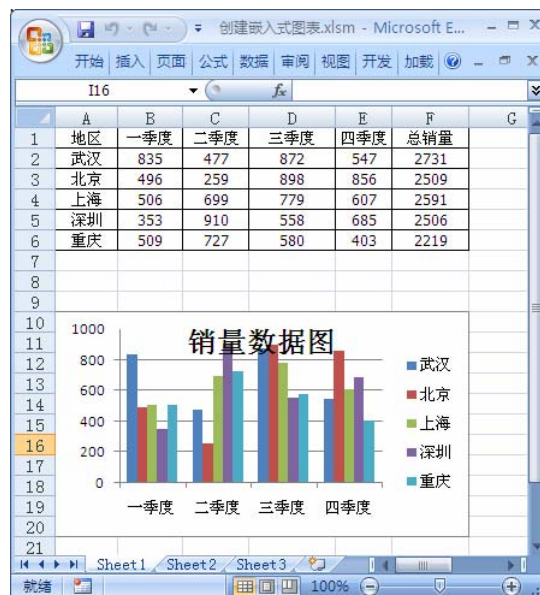 创建嵌入式图表.xlsm - Microsoft E...
开始 插入 页面 公式 数据 审阅 视图 开发 加载
I16 fx
A B C D E F G
1 地区 一季度 二季度 三季度 四季度 总销量
2 武汉 835 477 872 547 2731
3 北京 496 259 898 856 2509
4 上海 506 699 779 607 2591
5 深圳 353 910 558 685 2506
6 重庆 509 727 580 403 2219
7
8
9
10
11
12
13
14
15
16
17
18
19
20
21
销量数据图
1000
800
600
400
200
0
一季度 二季度 三季度 四季度
武汉
北京
上海
深圳
重庆
Sheet1 Sheet2 Sheet3
就绪 100%